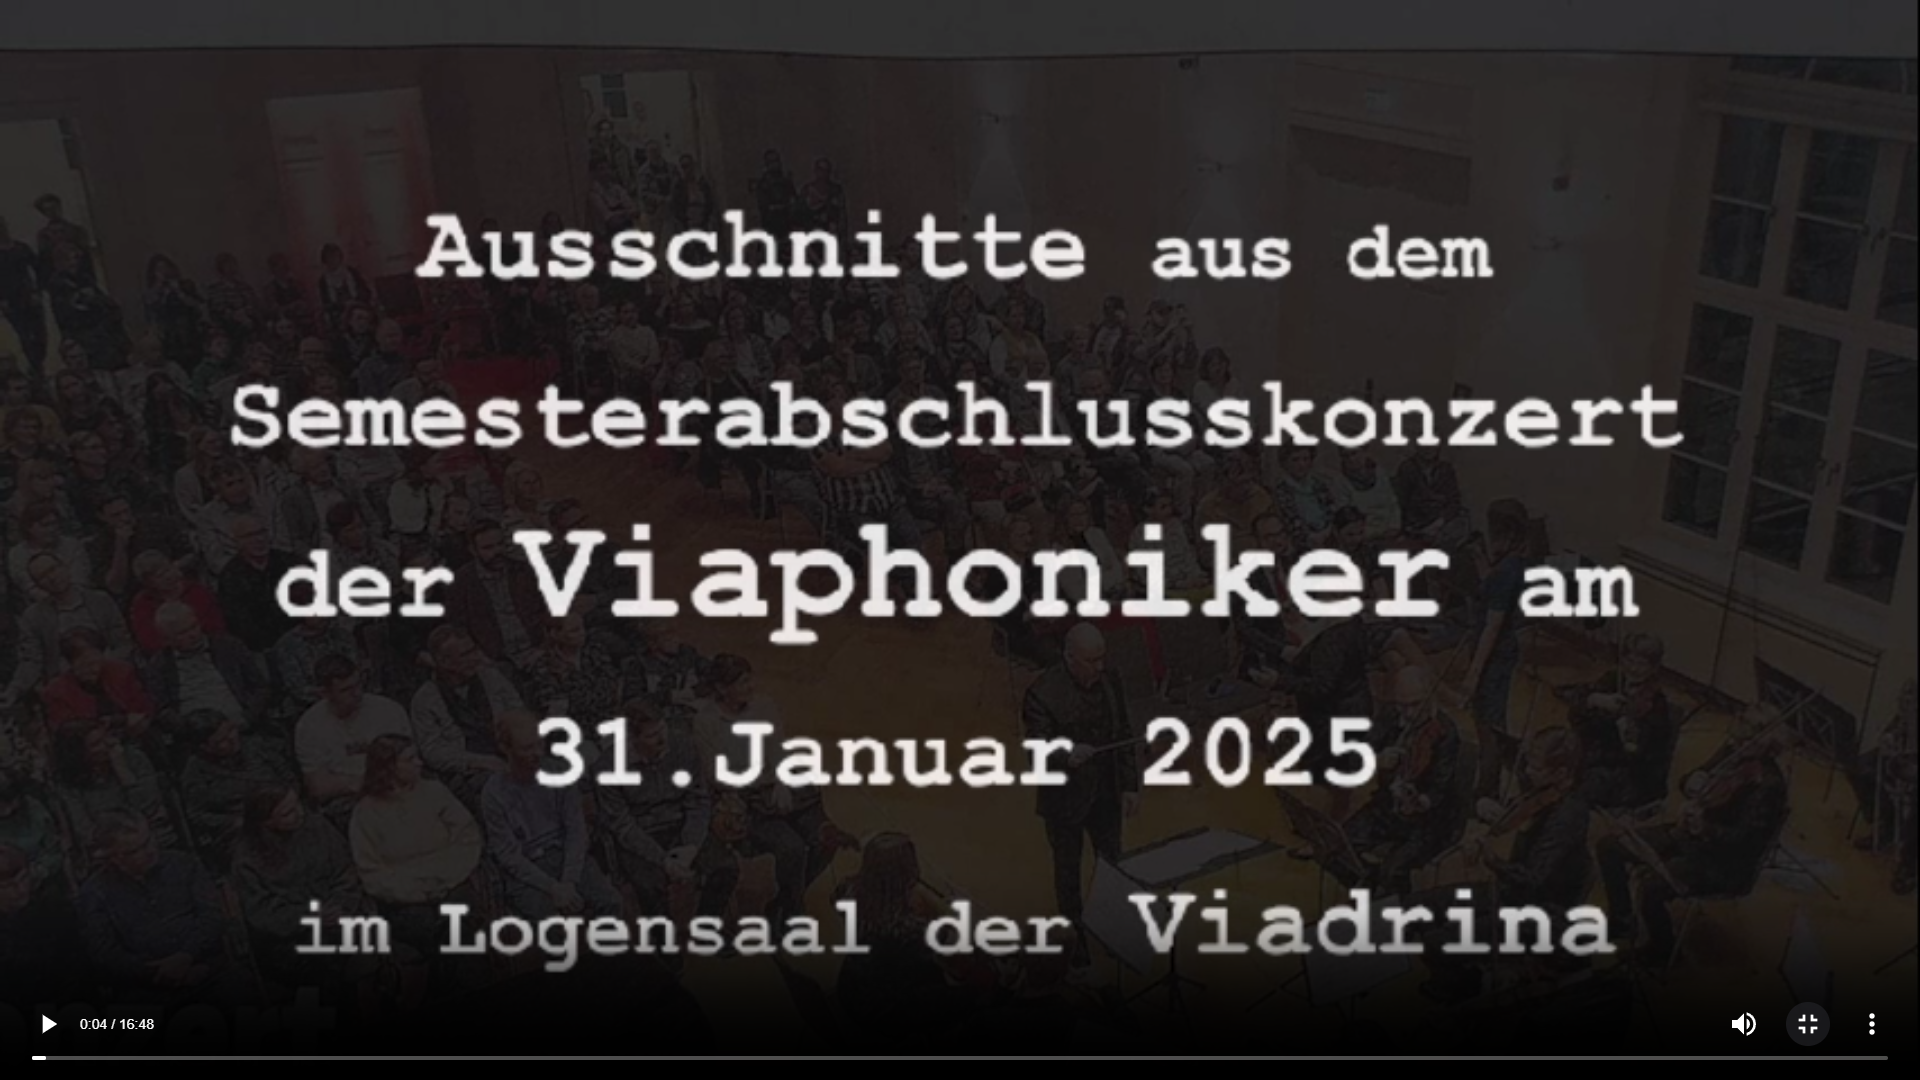 Ausschnitte aus dem
Semesterabschlusskonzert
der Viaphoniker am
31.Januar 2025
im Logensaal der Viadrina
0:04 / 16:48